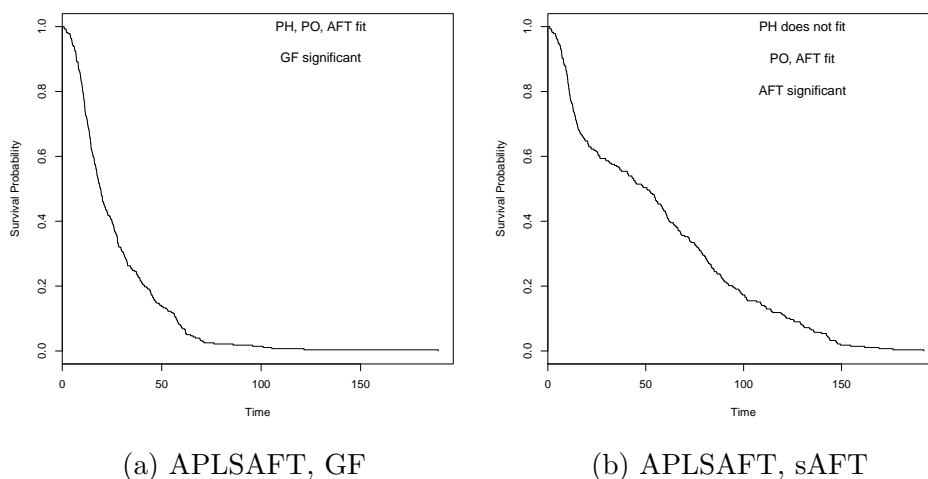 PH, PO, AFT fit
GF significant
Survival Probability
1.0
0.8
0.6
0.4
0.2
0.0
0
50
100
150
Time
(a) APLSAFT, GF
PH does not fit
PO, AFT fit
AFT significant
Survival Probability
1.0
0.8
0.6
0.4
0.2
0.0
0
50
100
150
Time
(b) APLSAFT, sAFT